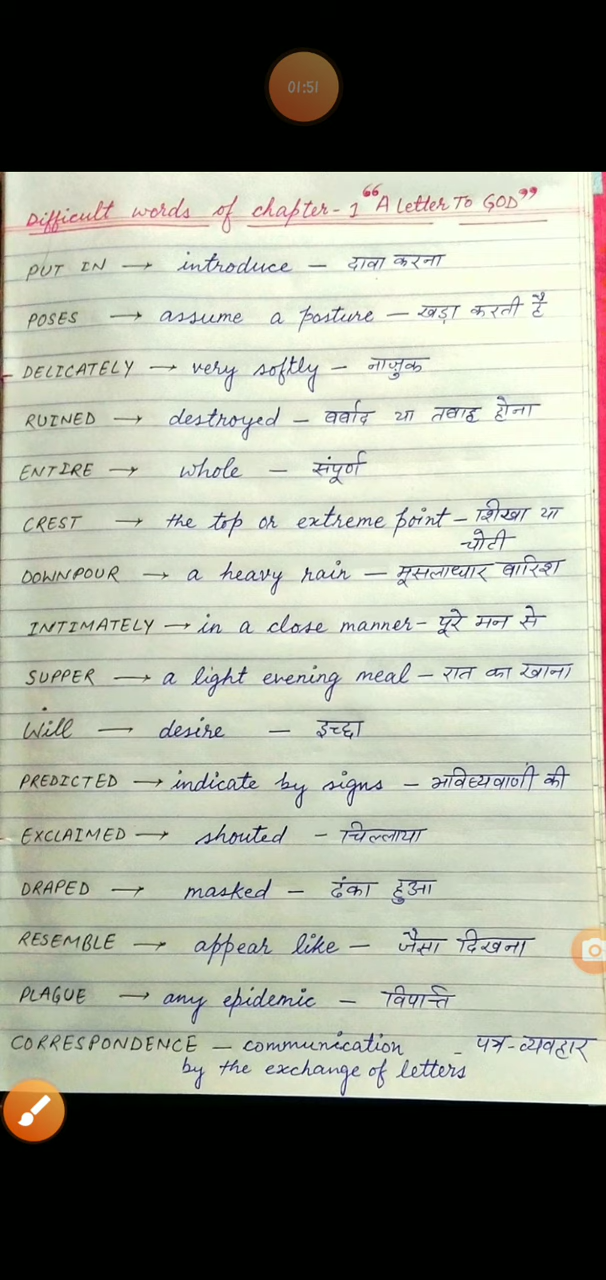 01:51
Difficult words of chapter-1 "A Letter To GOD"
PUT IN → introduce – दावा करना
POSES → assume a posture – खड़ा करती है
DELICATELY → very softly – नाजुक
RUINED → destroyed – बर्बाद या तबाह होना
ENTIRE → whole – संपूर्ण
CREST → the top or extreme point – शिखा या
चोटी
DOWNPOUR → a heavy rain – मूसलाधार बारिश
INTIMATELY → in a close manner – पूरे मन से
SUPPER → a light evening meal – रात का खाना
Will → desire – इच्छा
PREDICTED → indicate by signs – भविष्यवाणी की
EXCLAIMED → shouted – चिल्लाया
DRAPED → masked – ढंका हुआ
RESEMBLE → appear like – जैसा दिखना
PLAGUE → any epidemic – विपत्ति
CORRESPONDENCE – communication – पत्र-व्यवहार
by the exchange of letters